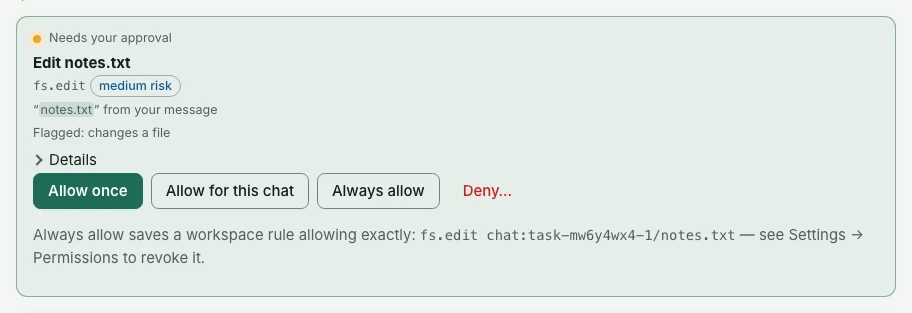 Needs your approval
Edit notes.txt
fs.edit medium risk
“notes.txt” from your message
Flagged: changes a file
Details
Allow once Allow for this chat Always allow Deny...
Always allow saves a workspace rule allowing exactly: fs.edit chat:task-mw6y4wx4-1/notes.txt — see Settings →
Permissions to revoke it.